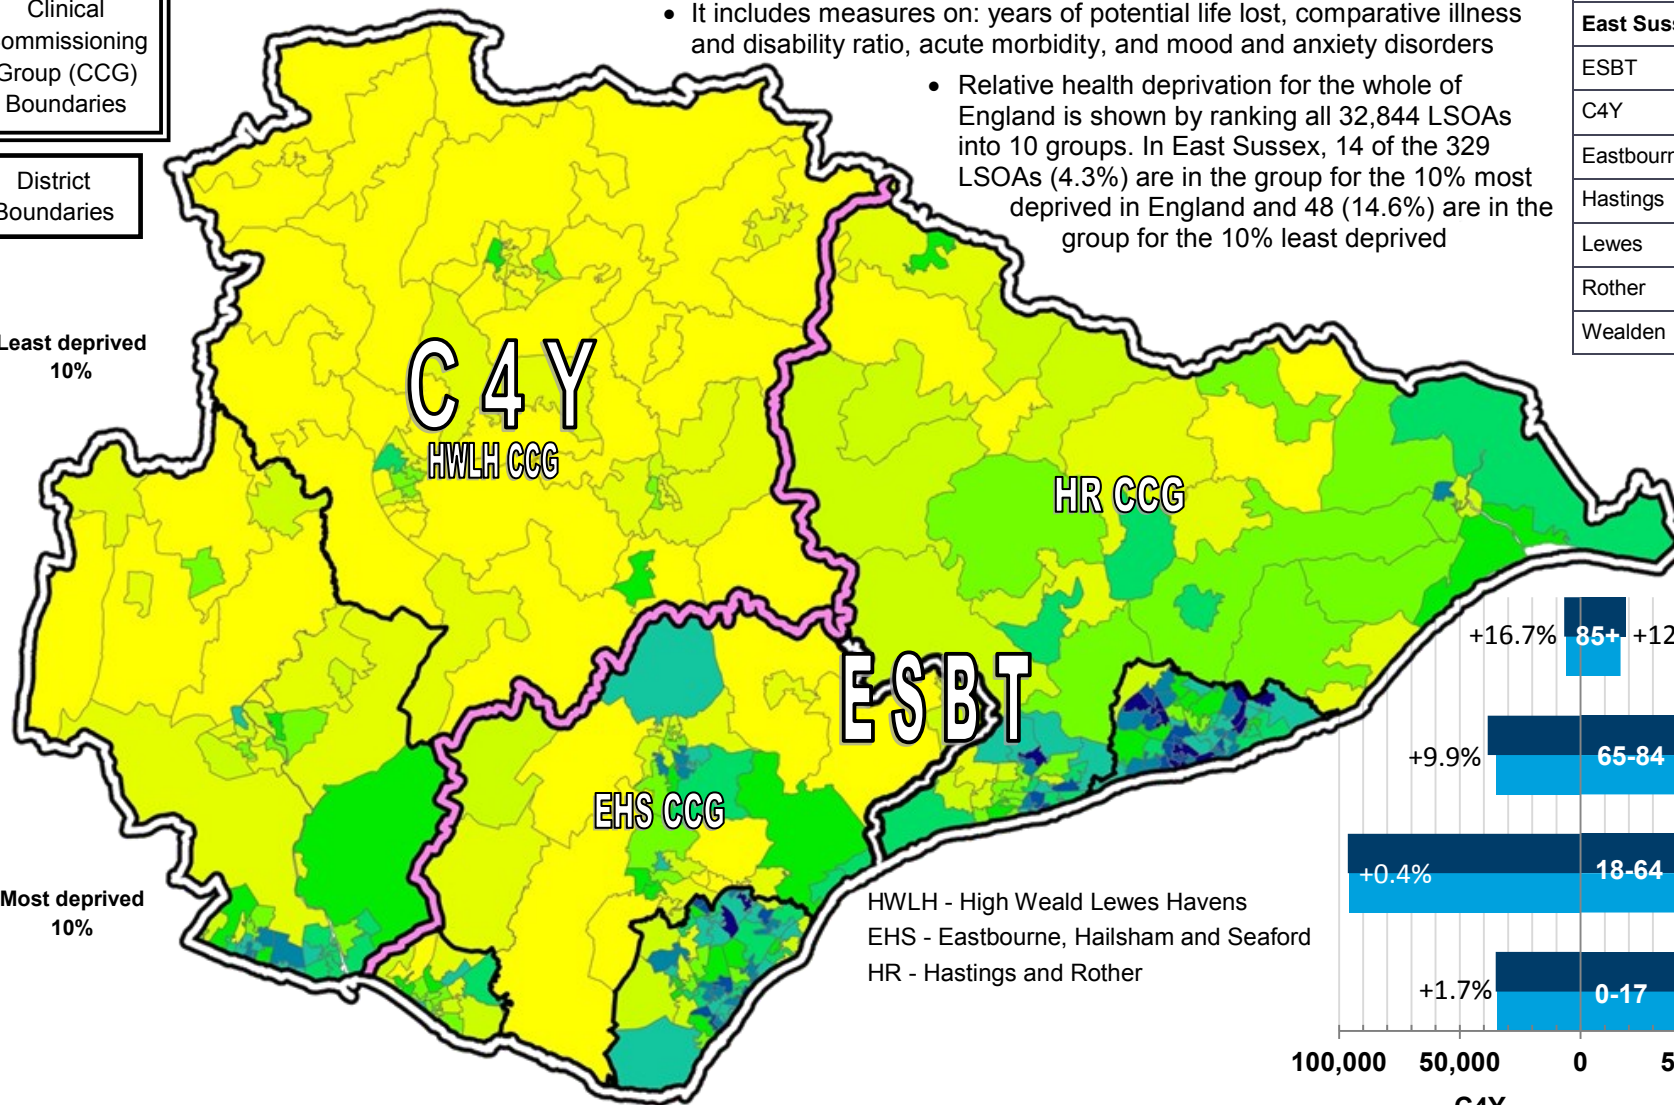 Clinical
ommissioning
Group (CCG)
Boundaries
District
Boundaries
• It includes measures on: years of potential life lost, comparative illness
and disability ratio, acute morbidity, and mood and anxiety disorders
• Relative health deprivation for the whole of
England is shown by ranking all 32,844 LSOAs
into 10 groups. In East Sussex, 14 of the 329
LSOAs (4.3%) are in the group for the 10% most
deprived in England and 48 (14.6%) are in the
group for the 10% least deprived
East Suss
ESBT
C4Y
Eastbourn
Hastings
Lewes
Rother
Wealden
Least deprived
10%
C 4 Y
HWLH CCG
HR CCG
E S B T
EHS CCG
Most deprived
10%
HWLH - High Weald Lewes Havens
EHS - Eastbourne, Hailsham and Seaford
HR - Hastings and Rother
+16.7% 85+ +12
+9.9% 65-84
+0.4% 18-64
+1.7% 0-17
100,000 50,000 0 5
C4Y